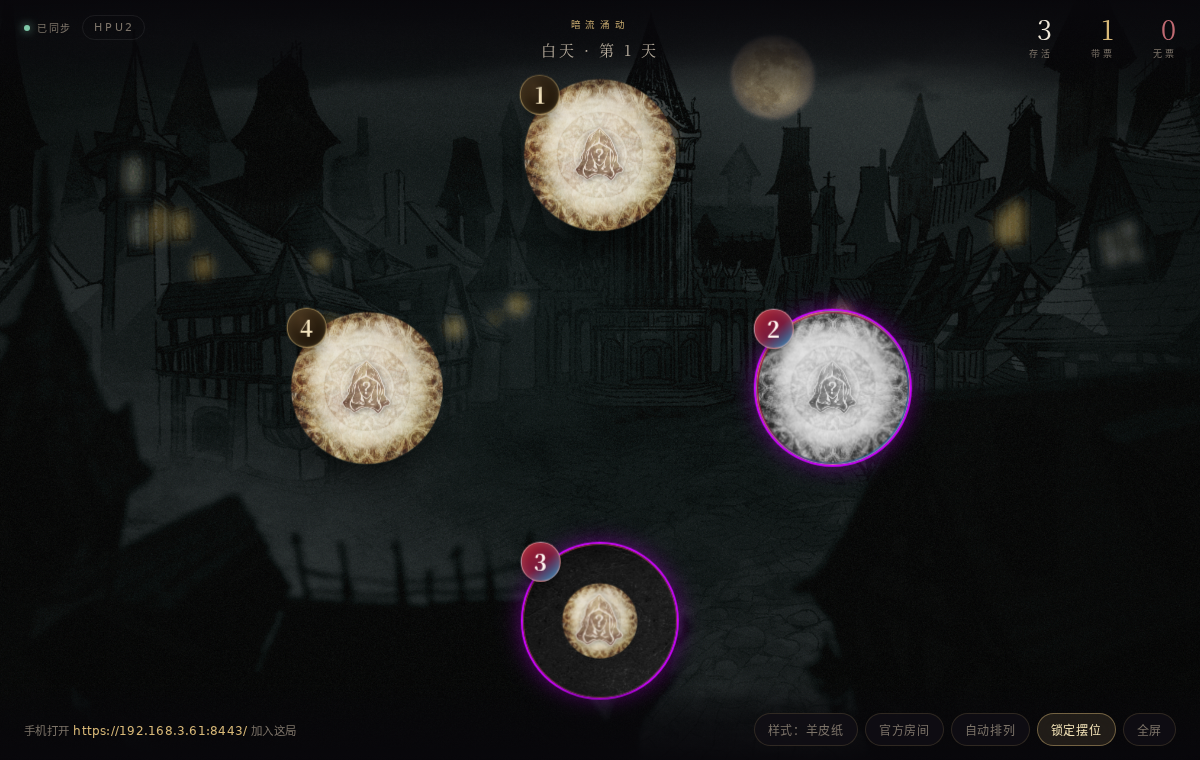 已同步 HPU2
暗流涌动
白天 · 第 1 天
3 1 0
存活 带票 无票
1
4
2
3
手机打开 https://192.168.3.61:8443/ 加入这局
样式：羊皮纸 官方房间 自动排列 锁定摆位 全屏